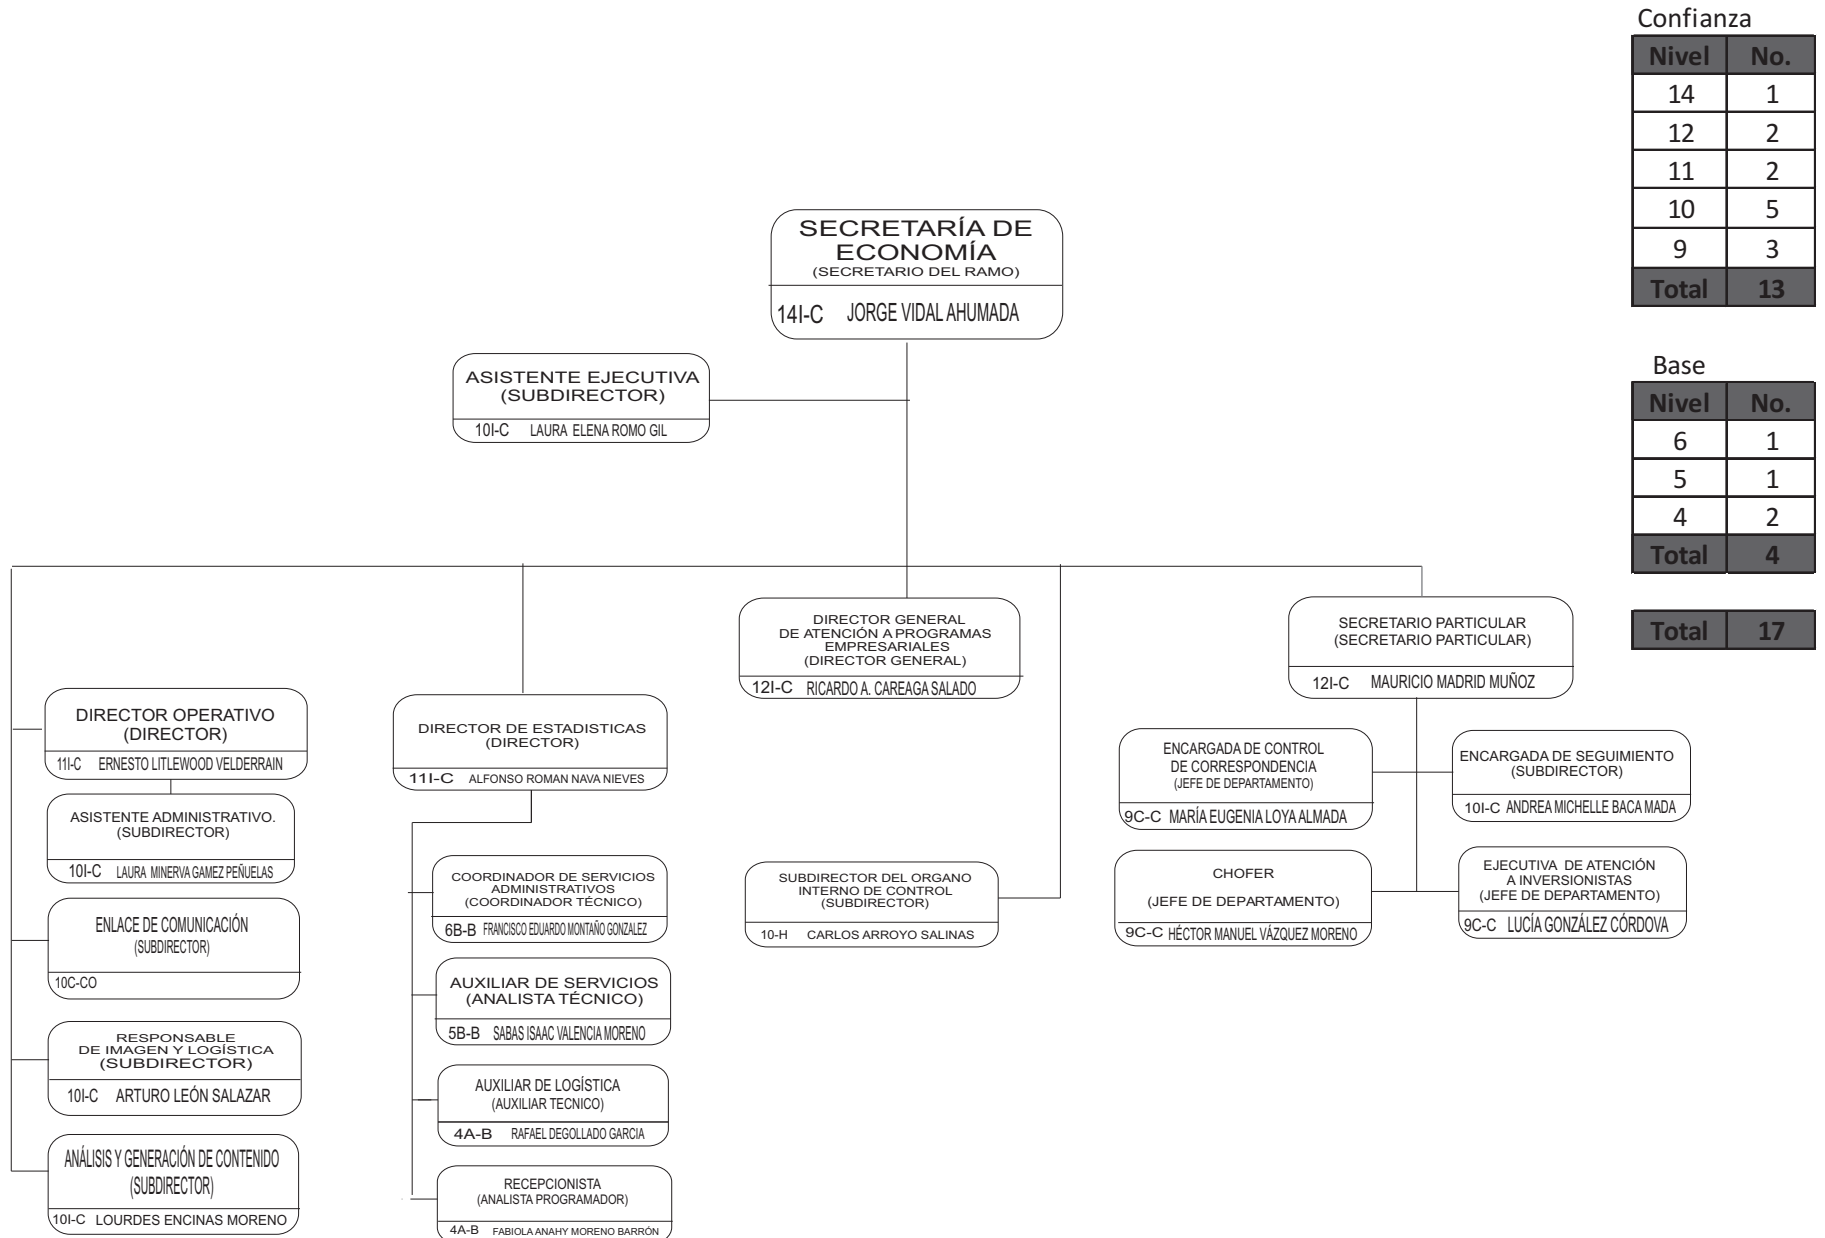 Confianza
Nivel No.
14 1
12 2
11 2
10 5
9 3
Total 13
Base
Nivel No.
6 1
5 1
4 2
Total 4
Total 17
SECRETARÍA DE
ECONOMÍA
(SECRETARIO DEL RAMO)
14I-C JORGE VIDAL AHUMADA
ASISTENTE EJECUTIVA
(SUBDIRECTOR)
10I-C LAURA ELENA ROMO GIL
DIRECTOR OPERATIVO
(DIRECTOR)
11I-C ERNESTO LITLEWOOD VELDERRAIN
ASISTENTE ADMINISTRATIVO.
(SUBDIRECTOR)
10I-C LAURA MINERVA GAMEZ PEÑUELAS
ENLACE DE COMUNICACIÓN
(SUBDIRECTOR)
10C-CO
RESPONSABLE
DE IMAGEN Y LOGÍSTICA
(SUBDIRECTOR)
10I-C ARTURO LEÓN SALAZAR
ANÁLISIS Y GENERACIÓN DE CONTENIDO
(SUBDIRECTOR)
10I-C LOURDES ENCINAS MORENO
DIRECTOR DE ESTADISTICAS
(DIRECTOR)
11I-C ALFONSO ROMAN NAVA NIEVES
COORDINADOR DE SERVICIOS
ADMINISTRATIVOS
(COORDINADOR TÉCNICO)
6B-B FRANCISCO EDUARDO MONTAÑO GONZALEZ
AUXILIAR DE SERVICIOS
(ANALISTA TÉCNICO)
5B-B SABAS ISAAC VALENCIA MORENO
AUXILIAR DE LOGÍSTICA
(AUXILIAR TECNICO)
4A-B RAFAEL DEGOLLADO GARCIA
RECEPCIONISTA
(ANALISTA PROGRAMADOR)
4A-B FABIOLA ANAHY MORENO BARRÓN
DIRECTOR GENERAL
DE ATENCIÓN A PROGRAMAS
EMPRESARIALES
(DIRECTOR GENERAL)
12I-C RICARDO A. CAREAGA SALADO
SUBDIRECTOR DEL ORGANO
INTERNO DE CONTROL
(SUBDIRECTOR)
10-H CARLOS ARROYO SALINAS
SECRETARIO PARTICULAR
(SECRETARIO PARTICULAR)
12I-C MAURICIO MADRID MUÑOZ
ENCARGADA DE CONTROL
DE CORRESPONDENCIA
(JEFE DE DEPARTAMENTO)
9C-C MARÍA EUGENIA LOYA ALMADA
ENCARGADA DE SEGUIMIENTO
(SUBDIRECTOR)
10I-C ANDREA MICHELLE BACA MADA
CHOFER
(JEFE DE DEPARTAMENTO)
9C-C HÉCTOR MANUEL VÁZQUEZ MORENO
EJECUTIVA DE ATENCIÓN
A INVERSIONISTAS
(JEFE DE DEPARTAMENTO)
9C-C LUCÍA GONZÁLEZ CÓRDOVA